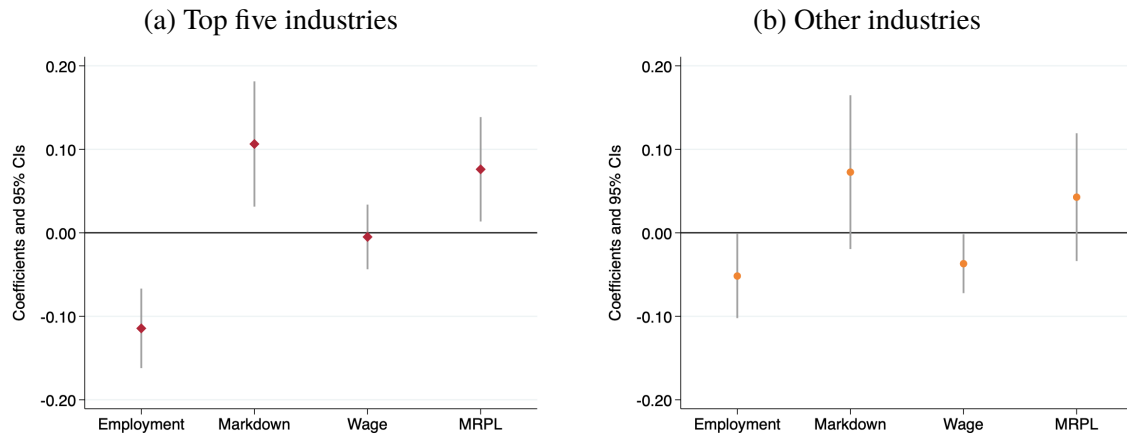 (a) Top five industries
Coefficients and 95% CIs
0.20
0.10
0.00
-0.10
-0.20
Employment Markdown Wage MRPL
(b) Other industries
Coefficients and 95% CIs
0.20
0.10
0.00
-0.10
-0.20
Employment Markdown Wage MRPL